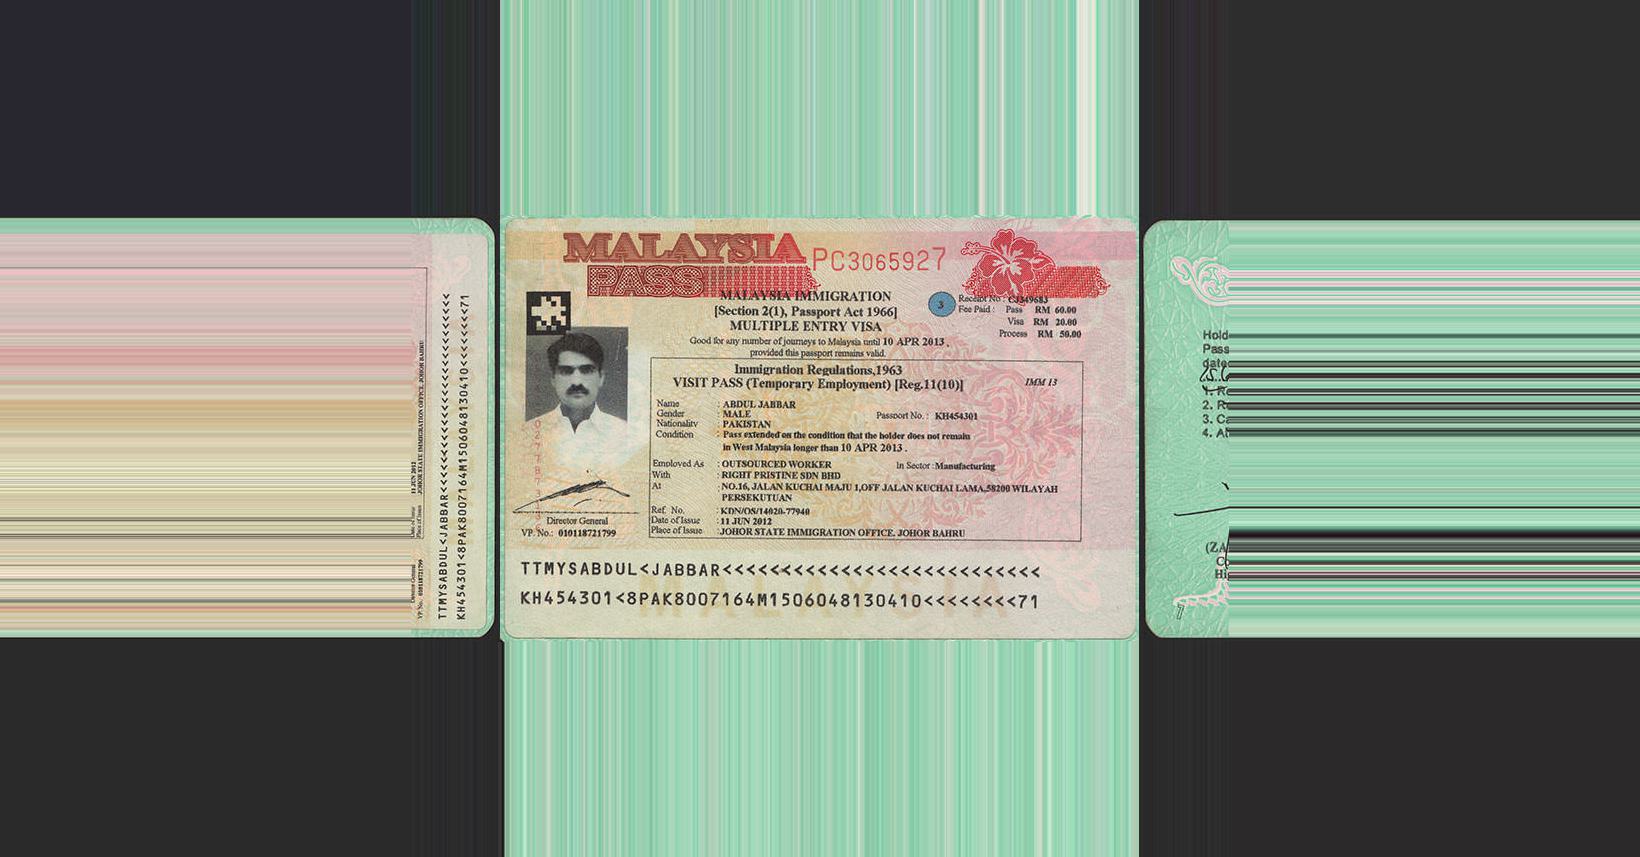 MALAYSIA
PC3065927
PASS
MALAYSIA IMMIGRATION
[Section 2(1), Passport Act 1966]
MULTIPLE ENTRY VISA
Good for any number of journeys to Malaysia until 10 APR 2013 .
provided this passport remains valid.
3
Receipt No : CJ349683
Fee Paid : Pass RM 60.00
Visa RM 20.00
Process RM 50.00
Immigration Regulations,1963
VISIT PASS (Temporary Employment) [Reg.11(10)]
IMM 13
Name : ABDUL JABBAR
Gender : MALE
Passport No. : KH454301
Nationality : PAKISTAN
Condition : Pass extended on the condition that the holder does not remain
in West Malaysia longer than 10 APR 2013 .
Employed As : OUTSOURCED WORKER
In Sector :Manufacturing
With : RIGHT PRISTINE SDN BHD
At : NO.16, JALAN KUCHAI MAJU 1,OFF JALAN KUCHAI LAMA,58200 WILAYAH
PERSEKUTUAN
Ref. No. : KDN/OS/14020-77940
Date of Issue : 11 JUN 2012
Place of Issue :JOHOR STATE IMMIGRATION OFFICE. JOHOR BAHRU
Director General
VP. No.: 010118721799
TTMYSABDUL<JABBAR<<<<<<<<<<<<<<<<<<<<<<<<<<<
KH454301<8PAK8007164M1506048130410<<<<<<<<71
11 JUN 2012
JOHOR STATE IMMIGRATION OFFICE. JOHOR BAHRU
Date of Issue
Place of Issue
Director General
VP. No.: 010118721799
TTMYSABDUL<JABBAR<<<<<<<<<<<<<<<<<<<<<<<<<<<
KH454301<8PAK8007164M1506048130410<<<<<<<<71
Hold
Pass
date
1. Re
2. R
3. Ca
4. At
(ZA
Co
Hig
7